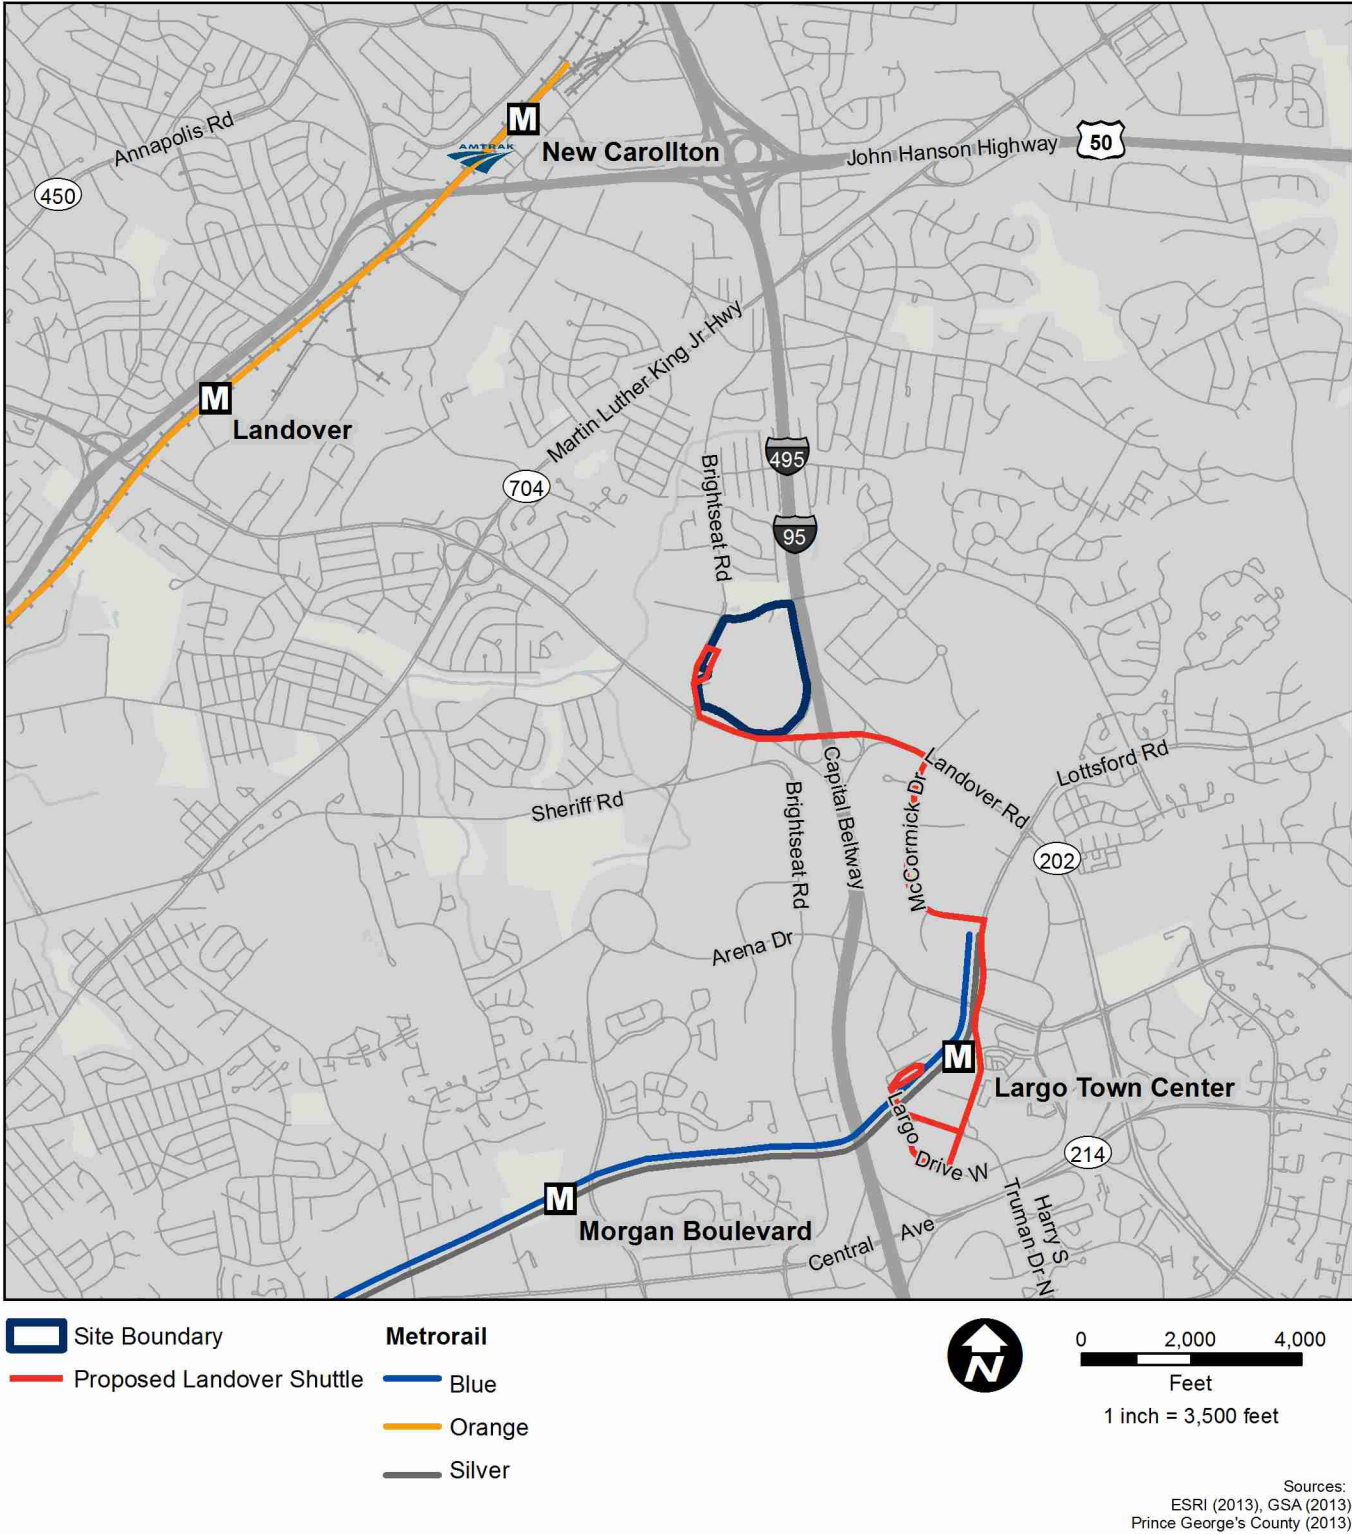 Annapolis Rd
450
M
AMTRAK
New Carollton
John Hanson Highway
50
Martin Luther King Jr Hwy
M
Landover
704
495
95
Brightseat Rd
Landover Rd
Lottsford Rd
McCormick Dr
Capital Beltway
Brightseat Rd
Sheriff Rd
202
Arena Dr
M
Largo Town Center
Largo
Drive W
214
M
Morgan Boulevard
Central Ave
Harry S
Truman Dr N
Site Boundary
Proposed Landover Shuttle
Metrorail
Blue
Orange
Silver
N
0 2,000 4,000
Feet
1 inch = 3,500 feet
Sources:
ESRI (2013), GSA (2013)
Prince George's County (2013)